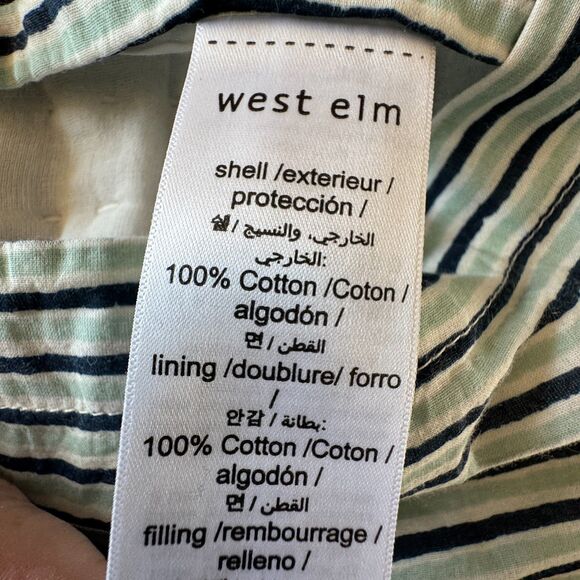 west elm
shell /exterieur /
protección /
쉘 / الخارجي، والنسيج
الخارجي:
100% Cotton /Coton /
algodón /
면 / القطن
lining /doublure/ forro
/
안감 / بطانة:
100% Cotton /Coton /
algodón /
면 / القطن
filling /rembourrage /
relleno /